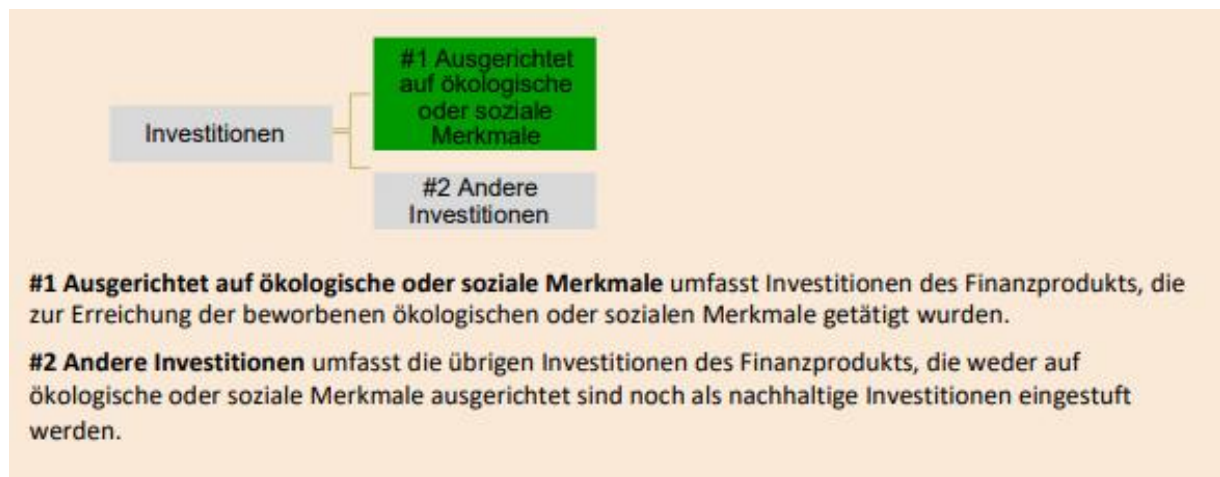 #1 Ausgerichtet
auf ökologische
oder soziale
Merkmale
Investitionen
#2 Andere
Investitionen
#1 Ausgerichtet auf ökologische oder soziale Merkmale umfasst Investitionen des Finanzprodukts, die
zur Erreichung der beworbenen ökologischen oder sozialen Merkmale getätigt wurden.
#2 Andere Investitionen umfasst die übrigen Investitionen des Finanzprodukts, die weder auf
ökologische oder soziale Merkmale ausgerichtet sind noch als nachhaltige Investitionen eingestuft
werden.